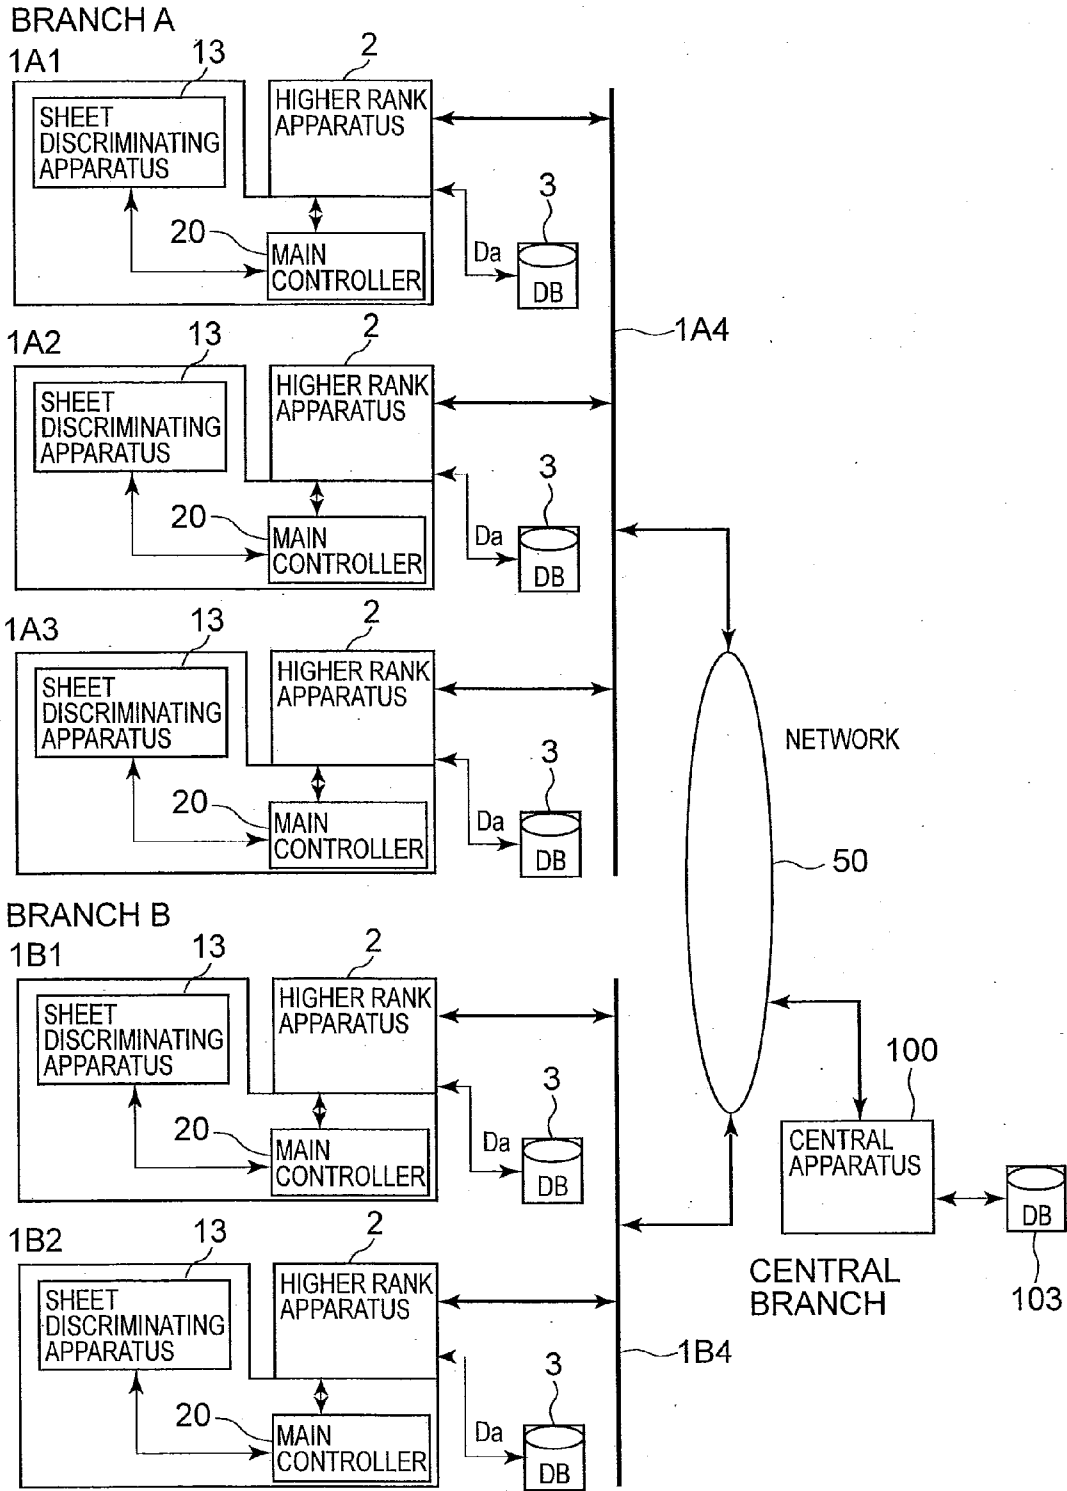 BRANCH A
1A1
13
2
SHEET
DISCRIMINATING
APPARATUS
HIGHER RANK
APPARATUS
20
MAIN
CONTROLLER
Da
3
DB
1A4
1A2
13
2
SHEET
DISCRIMINATING
APPARATUS
HIGHER RANK
APPARATUS
20
MAIN
CONTROLLER
Da
3
DB
1A3
13
2
SHEET
DISCRIMINATING
APPARATUS
HIGHER RANK
APPARATUS
20
MAIN
CONTROLLER
Da
3
DB
NETWORK
50
BRANCH B
1B1
13
2
SHEET
DISCRIMINATING
APPARATUS
HIGHER RANK
APPARATUS
20
MAIN
CONTROLLER
Da
3
DB
100
CENTRAL
APPARATUS
DB
103
CENTRAL
BRANCH
1B2
13
2
SHEET
DISCRIMINATING
APPARATUS
HIGHER RANK
APPARATUS
20
MAIN
CONTROLLER
Da
3
DB
1B4